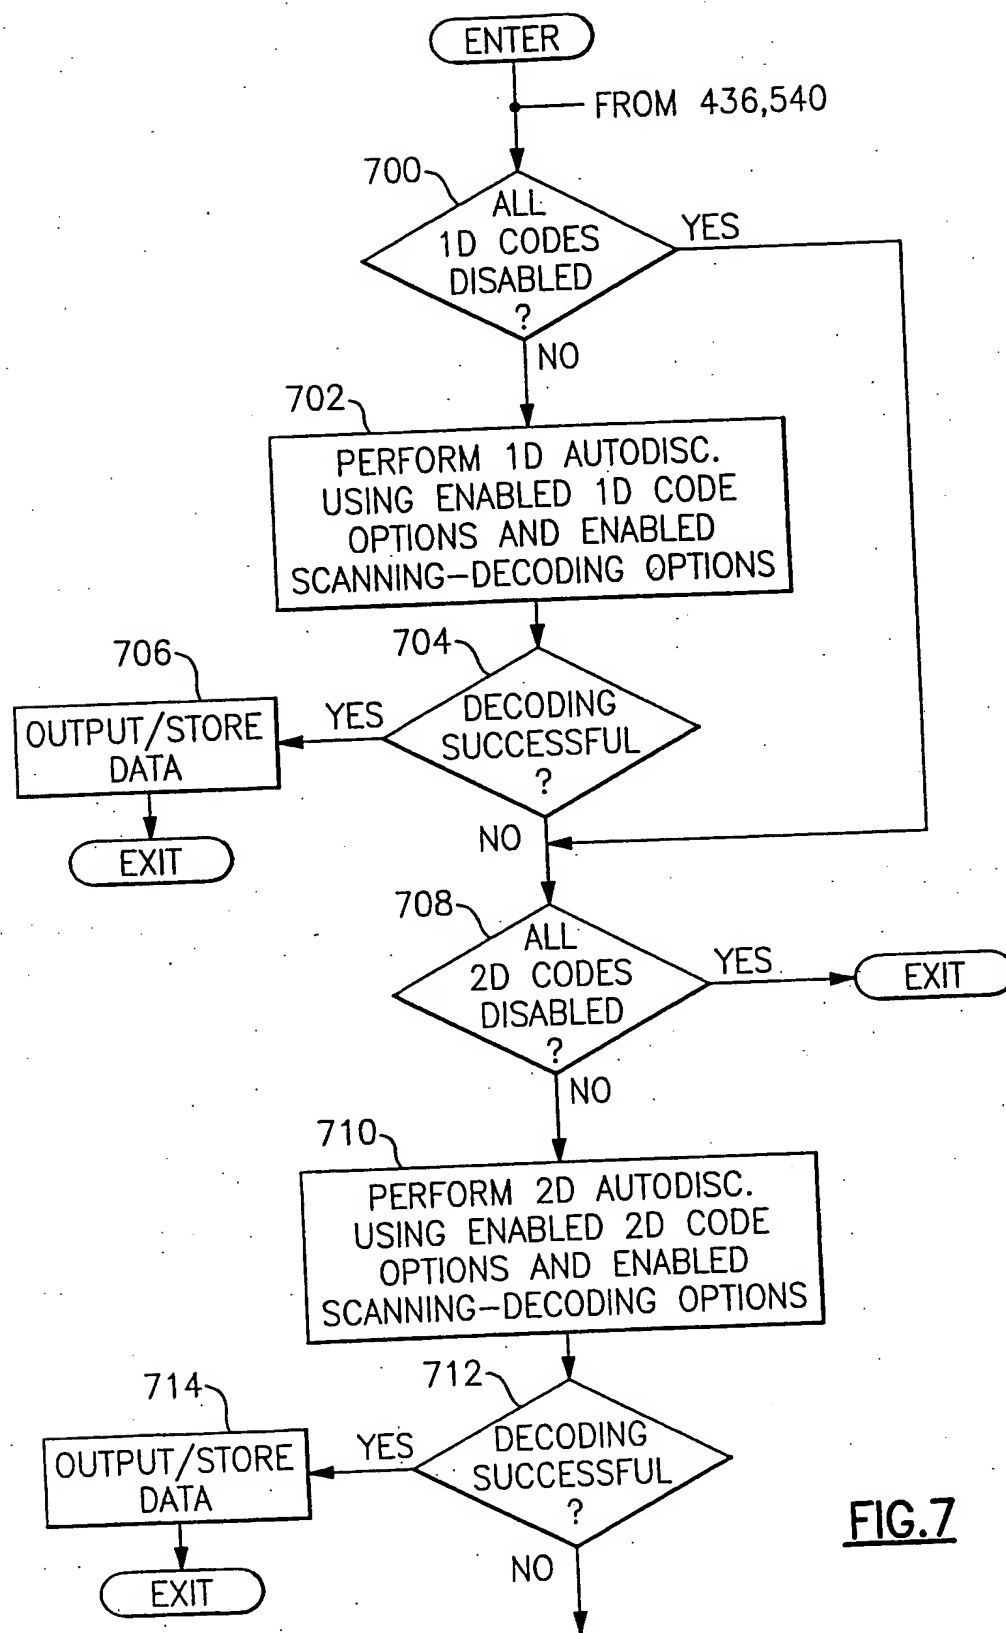 ENTER
FROM 436,540
700
ALL
1D CODES
DISABLED
?
YES
NO
702
PERFORM 1D AUTODISC.
USING ENABLED 1D CODE
OPTIONS AND ENABLED
SCANNING-DECODING OPTIONS
704
706
DECODING
SUCCESSFUL
?
YES
OUTPUT/STORE
DATA
EXIT
NO
708
ALL
2D CODES
DISABLED
?
YES
EXIT
NO
710
PERFORM 2D AUTODISC.
USING ENABLED 2D CODE
OPTIONS AND ENABLED
SCANNING-DECODING OPTIONS
712
714
DECODING
SUCCESSFUL
?
YES
OUTPUT/STORE
DATA
EXIT
NO
FIG.7